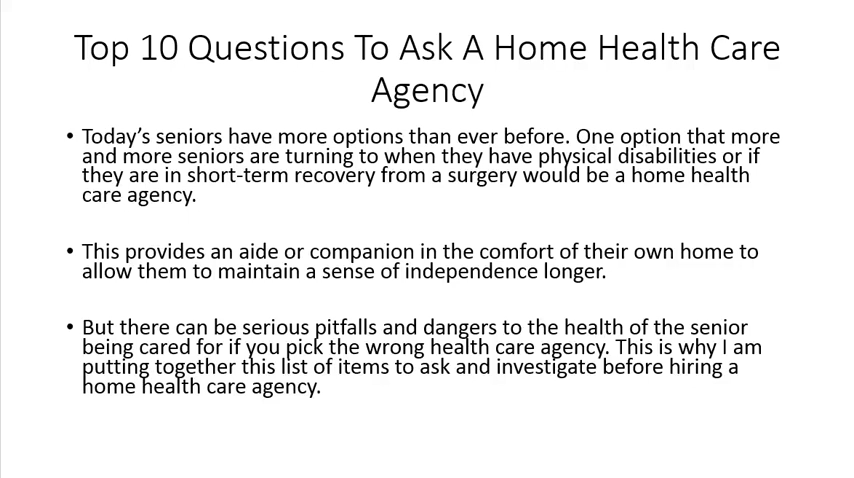 Top 10 Questions To Ask A Home Health Care
Agency
• Today's seniors have more options than ever before. One option that more
and more seniors are turning to when they have physical disabilities or if
they are in short-term recovery from a surgery would be a home health
care agency.
• This provides an aide or companion in the comfort of their own home to
allow them to maintain a sense of independence longer.
• But there can be serious pitfalls and dangers to the health of the senior
being cared for if you pick the wrong health care agency. This is why I am
putting together this list of items to ask and investigate before hiring a
home health care agency.